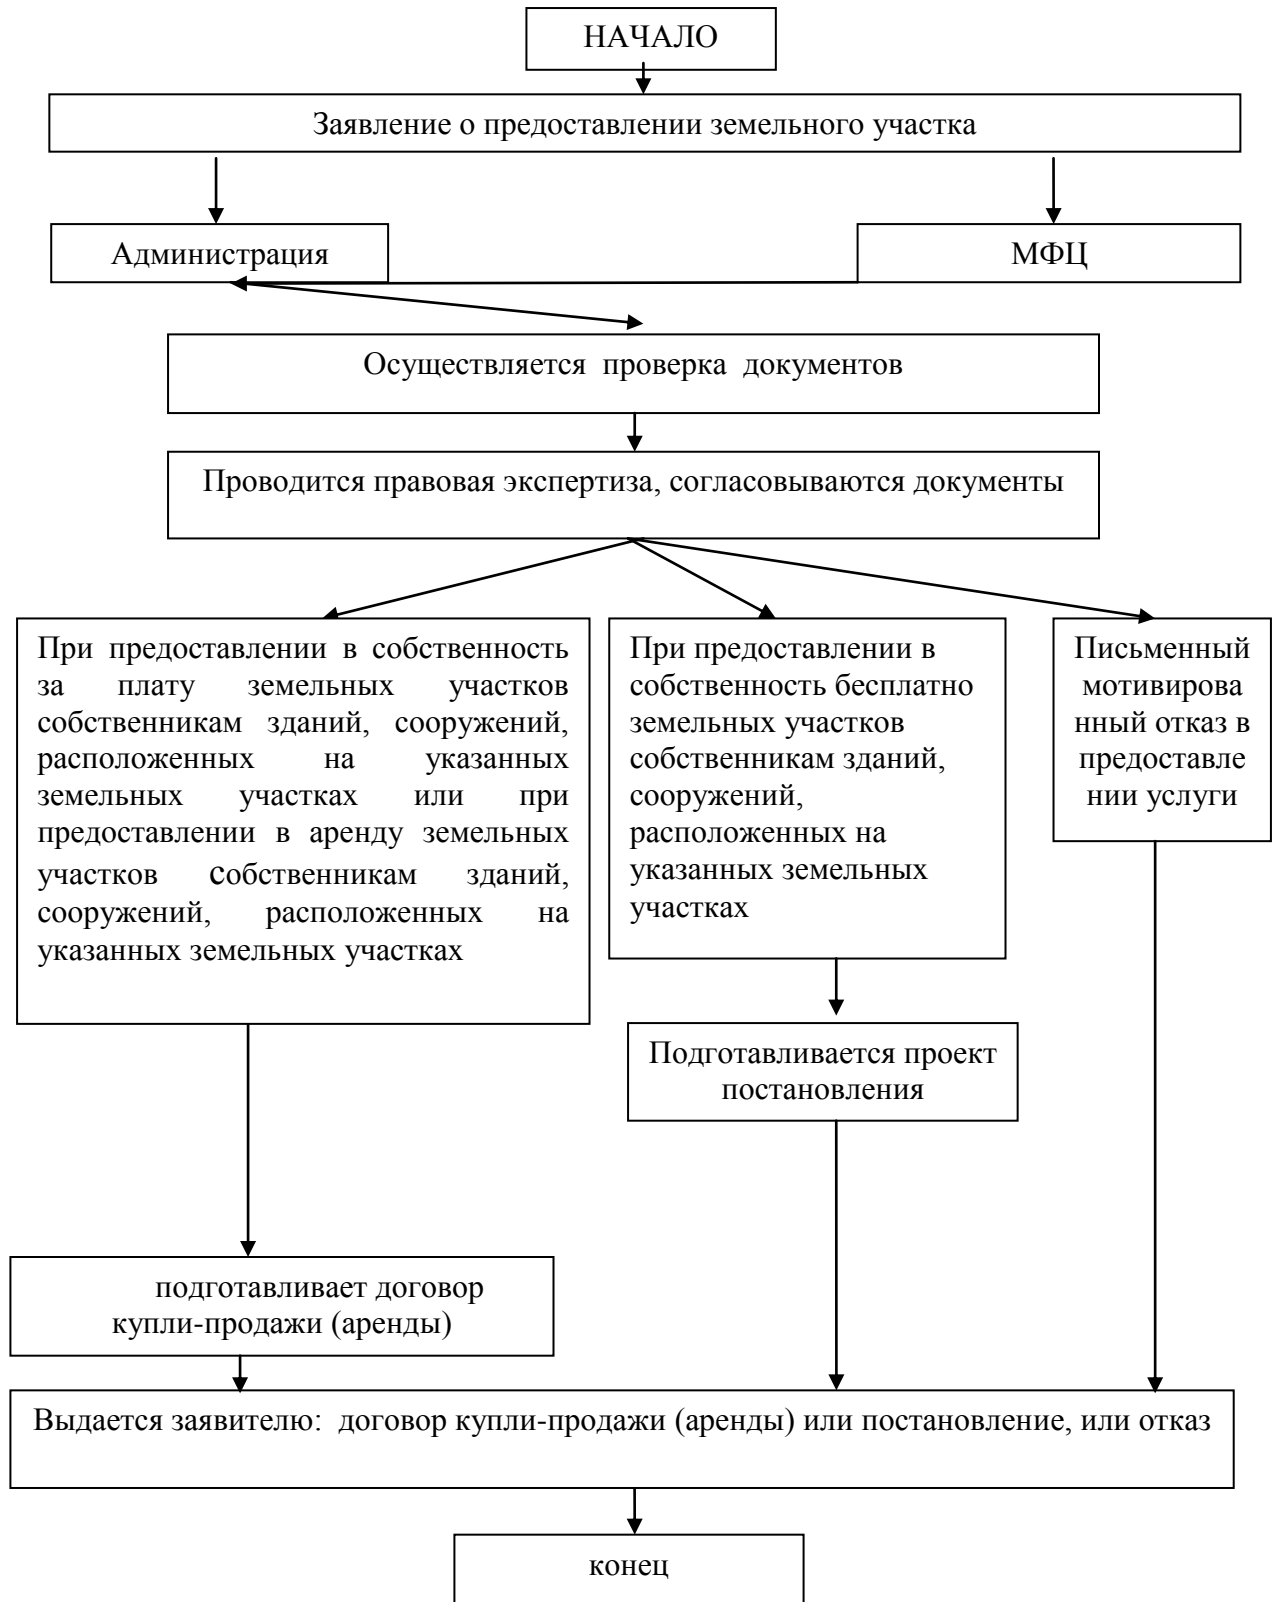 НАЧАЛО
Заявление о предоставлении земельного участка
Администрация
МФЦ
Осуществляется проверка документов
Проводится правовая экспертиза, согласовываются документы
При предоставлении в собственность
за плату земельных участков
собственникам зданий, сооружений,
расположенных на указанных
земельных участках или при
предоставлении в аренду земельных
участков собственникам зданий,
сооружений, расположенных на
указанных земельных участках
При предоставлении в
собственность бесплатно
земельных участков
собственникам зданий,
сооружений,
расположенных на
указанных земельных
участках
Письменный
мотивирова
нный отказ в
предоставле
нии услуги
Подготавливается проект
постановления
подготавливает договор
купли-продажи (аренды)
Выдается заявителю: договор купли-продажи (аренды) или постановление, или отказ
конец